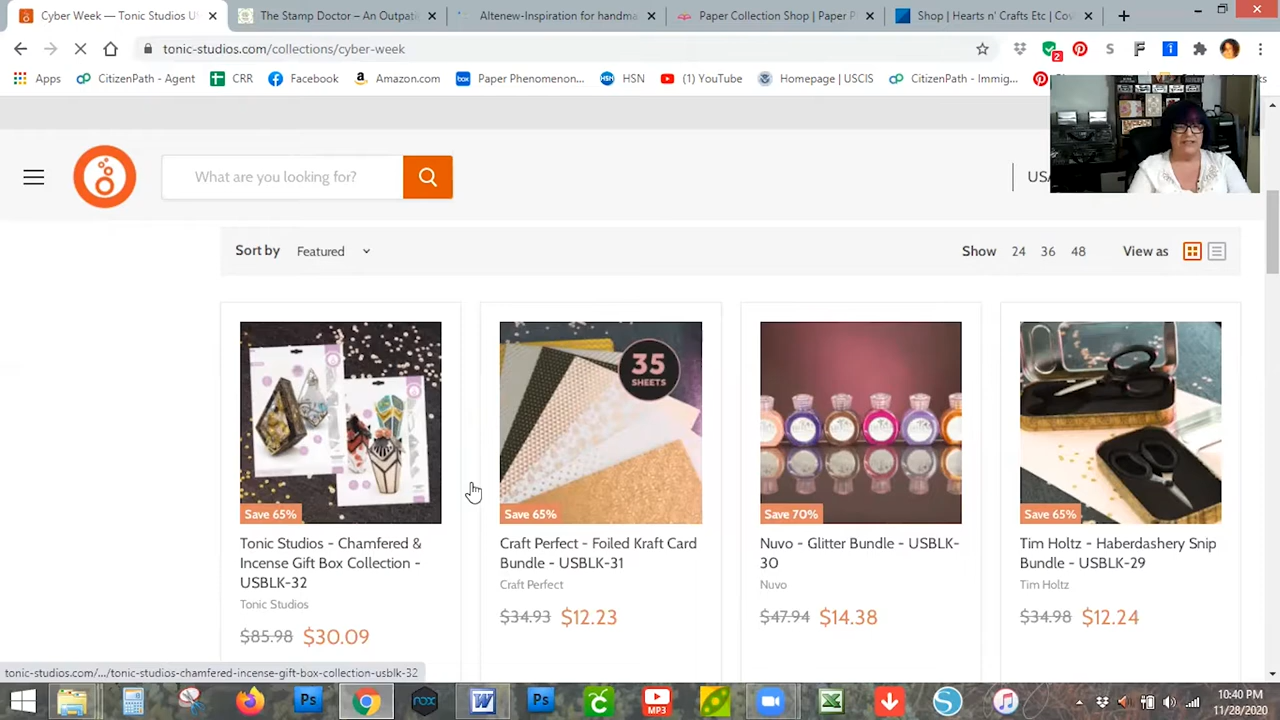 Cyber Week — Tonic Studios U
The Stamp Doctor – An Outpati
Altenew-Inspiration for handma
Paper Collection Shop | Paper P
Shop | Hearts n' Crafts Etc | Cov
tonic-studios.com/collections/cyber-week
2
Apps
CitizenPath - Agent
CRR
Facebook
Amazon.com
Paper Phenomenon...
HSN
(1) YouTube
Homepage | USCIS
CitizenPath - Immig...
What are you looking for?
USA
Sort by Featured
Show 24 36 48 View as
35
SHEETS
Save 65% Save 65% Save 70% Save 65%
Tonic Studios - Chamfered &
Incense Gift Box Collection -
USBLK-32
Tonic Studios
$85.98 $30.09
Craft Perfect - Foiled Kraft Card
Bundle - USBLK-31
Craft Perfect
$34.93 $12.23
Nuvo - Glitter Bundle - USBLK-
30
Nuvo
$47.94 $14.38
Tim Holtz - Haberdashery Snip
Bundle - USBLK-29
Tim Holtz
$34.98 $12.24
tonic-studios.com/.../tonic-studios-chamfered-incense-gift-box-collection-usblk-32
Ps
nox
W
Ps
MP3
10:40 PM
11/28/2020